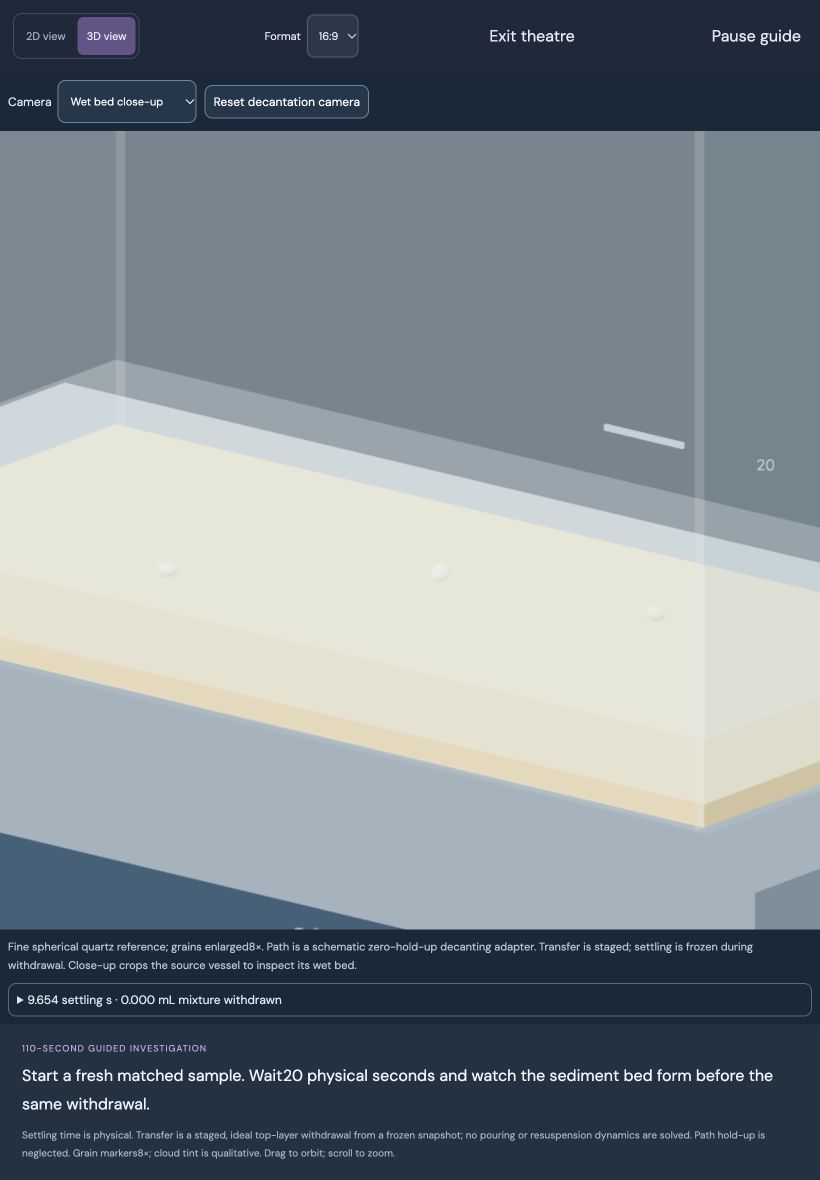 2D view 3D view Format 16:9 Exit theatre Pause guide
Camera Wet bed close-up Reset decantation camera
20
Fine spherical quartz reference; grains enlarged8×. Path is a schematic zero-hold-up decanting adapter. Transfer is staged; settling is frozen during
withdrawal. Close-up crops the source vessel to inspect its wet bed.
9.654 settling s · 0.000 mL mixture withdrawn
110-SECOND GUIDED INVESTIGATION
Start a fresh matched sample. Wait20 physical seconds and watch the sediment bed form before the
same withdrawal.
Settling time is physical. Transfer is a staged, ideal top-layer withdrawal from a frozen snapshot; no pouring or resuspension dynamics are solved. Path hold-up is
neglected. Grain markers8×; cloud tint is qualitative. Drag to orbit; scroll to zoom.